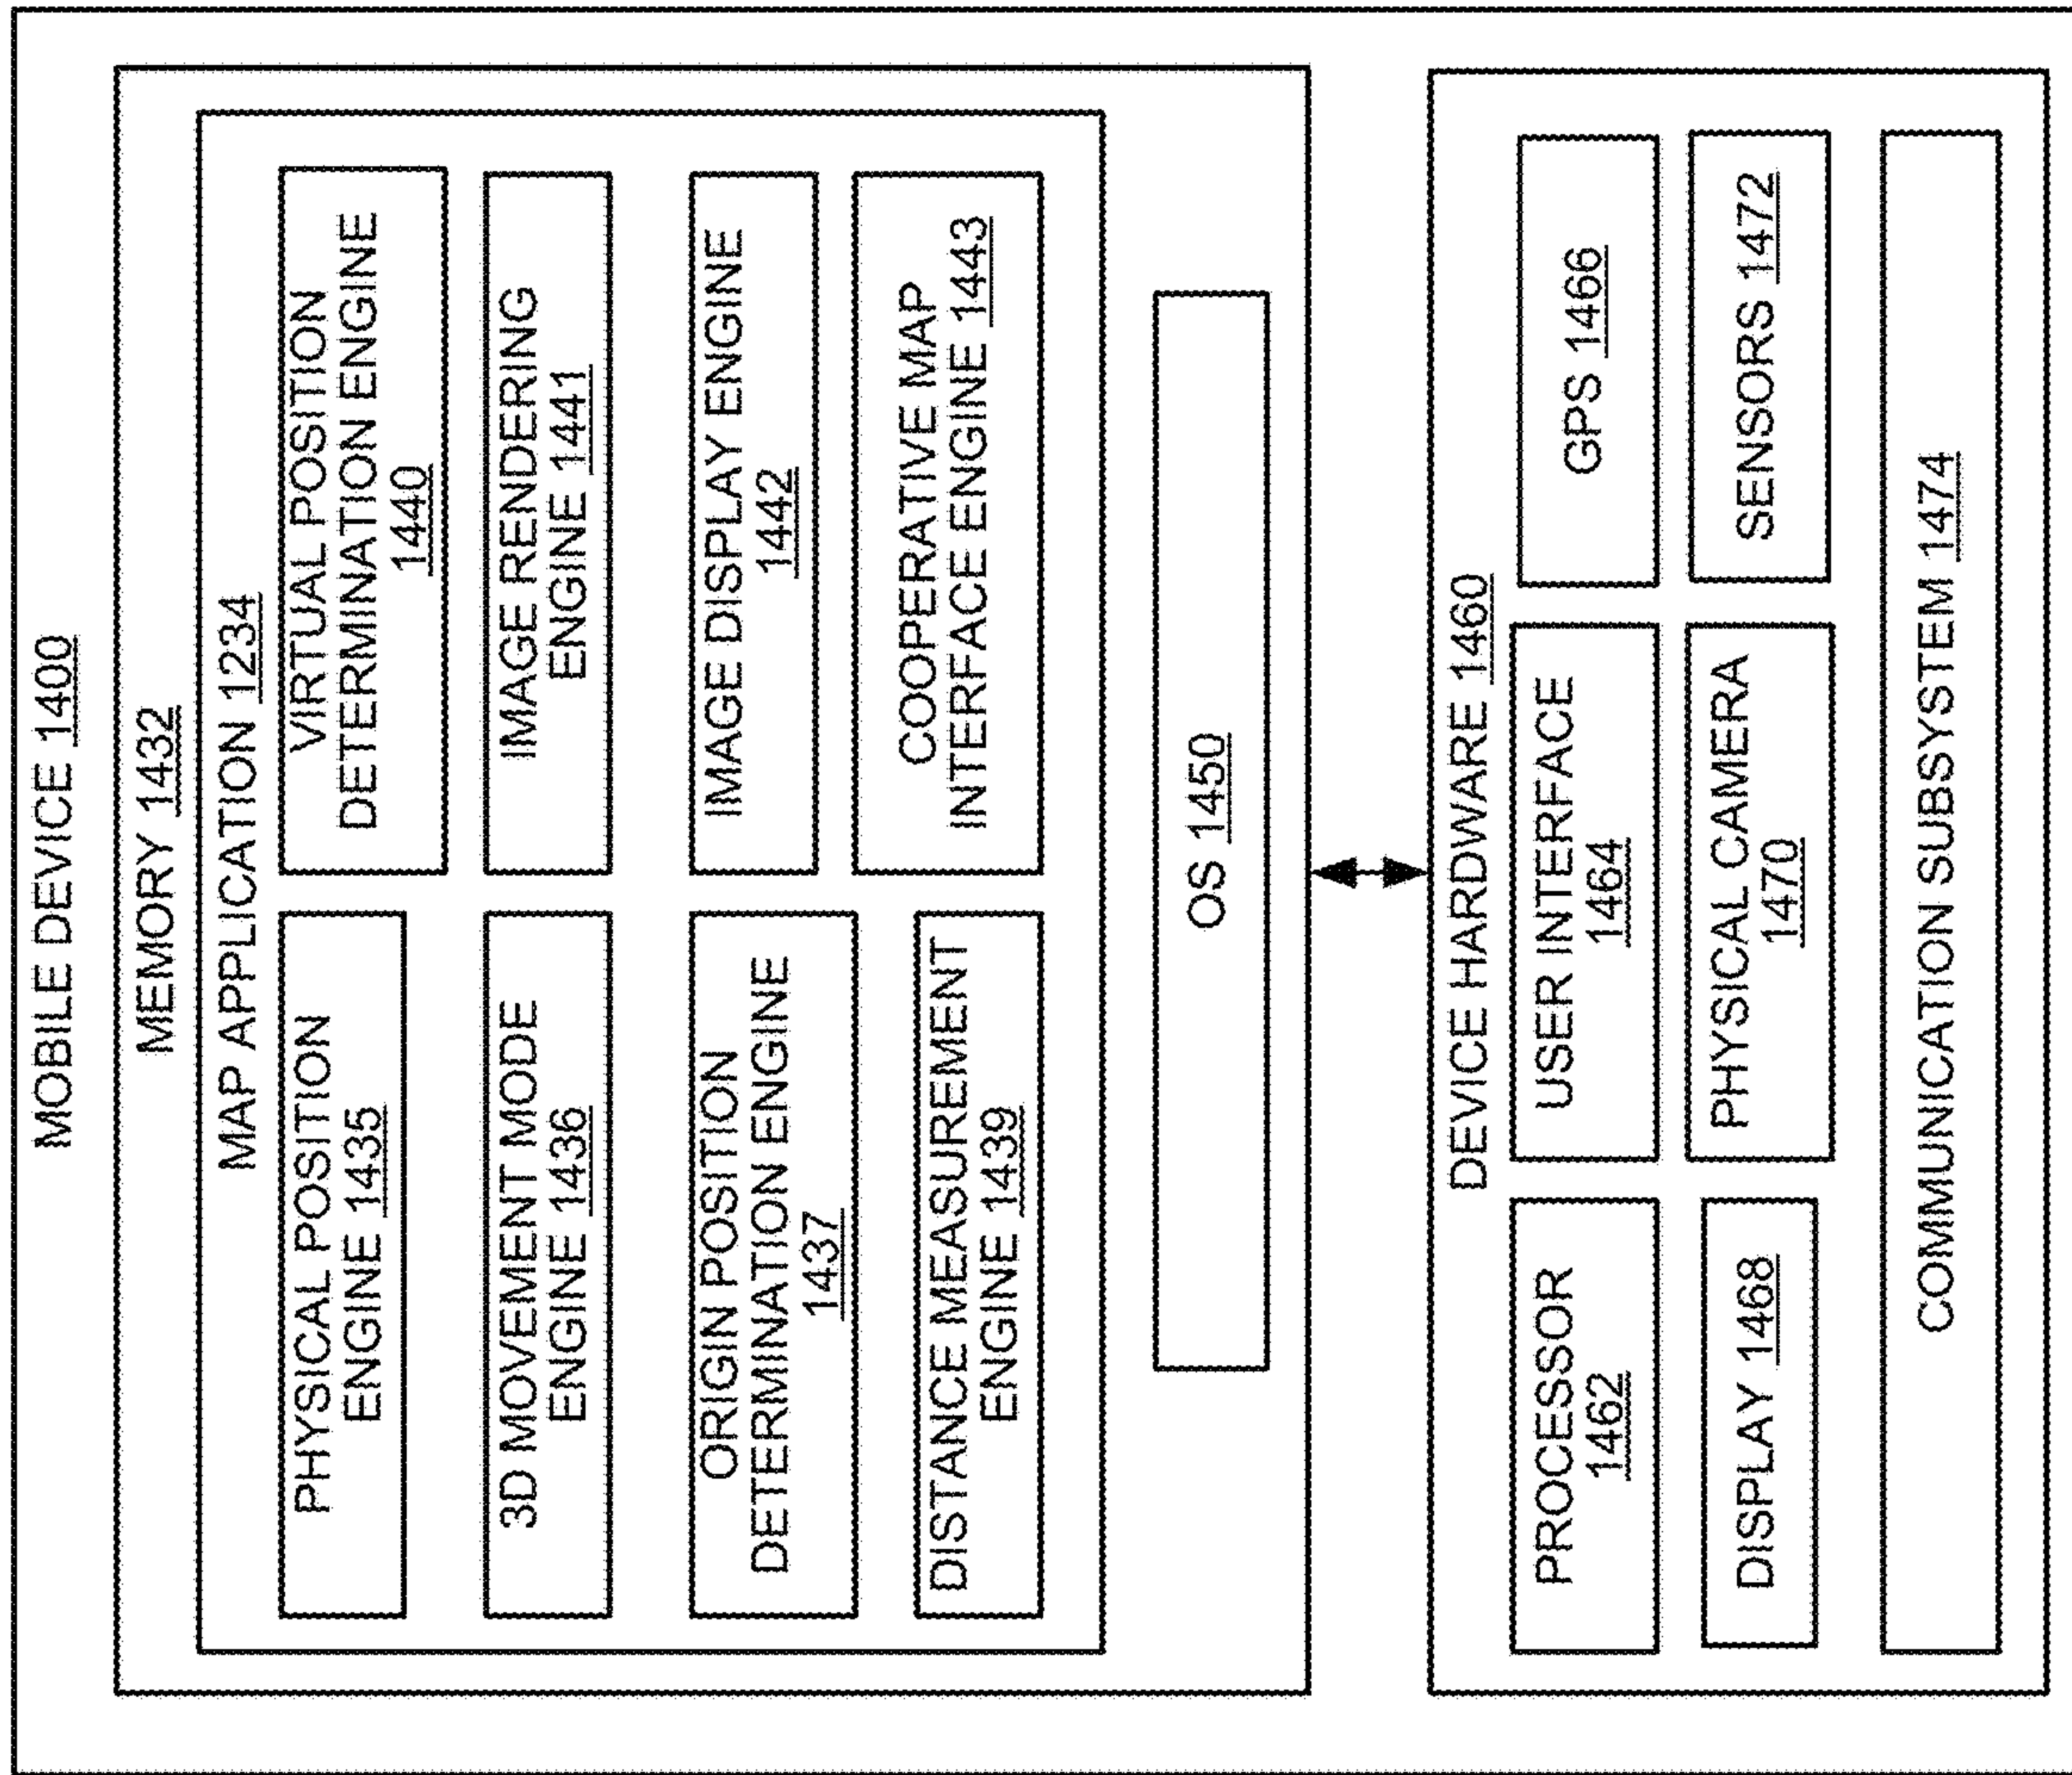 MOBILE DEVICE 1400
MEMORY 1432
MAP APPLICATION 1234
PHYSICAL POSITION
ENGINE 1435
3D MOVEMENT MODE
ENGINE 1436
ORIGIN POSITION
DETERMINATION ENGINE
1437
DISTANCE MEASUREMENT
ENGINE 1439
VIRTUAL POSITION
DETERMINATION ENGINE
1440
IMAGE RENDERING
ENGINE 1441
IMAGE DISPLAY ENGINE
1442
COOPERATIVE MAP
INTERFACE ENGINE 1443
OS 1450
DEVICE HARDWARE 1460
PROCESSOR
1462
USER INTERFACE
1464
GPS 1466
DISPLAY 1468
PHYSICAL CAMERA
1470
SENSORS 1472
COMMUNICATION SUBSYSTEM 1474